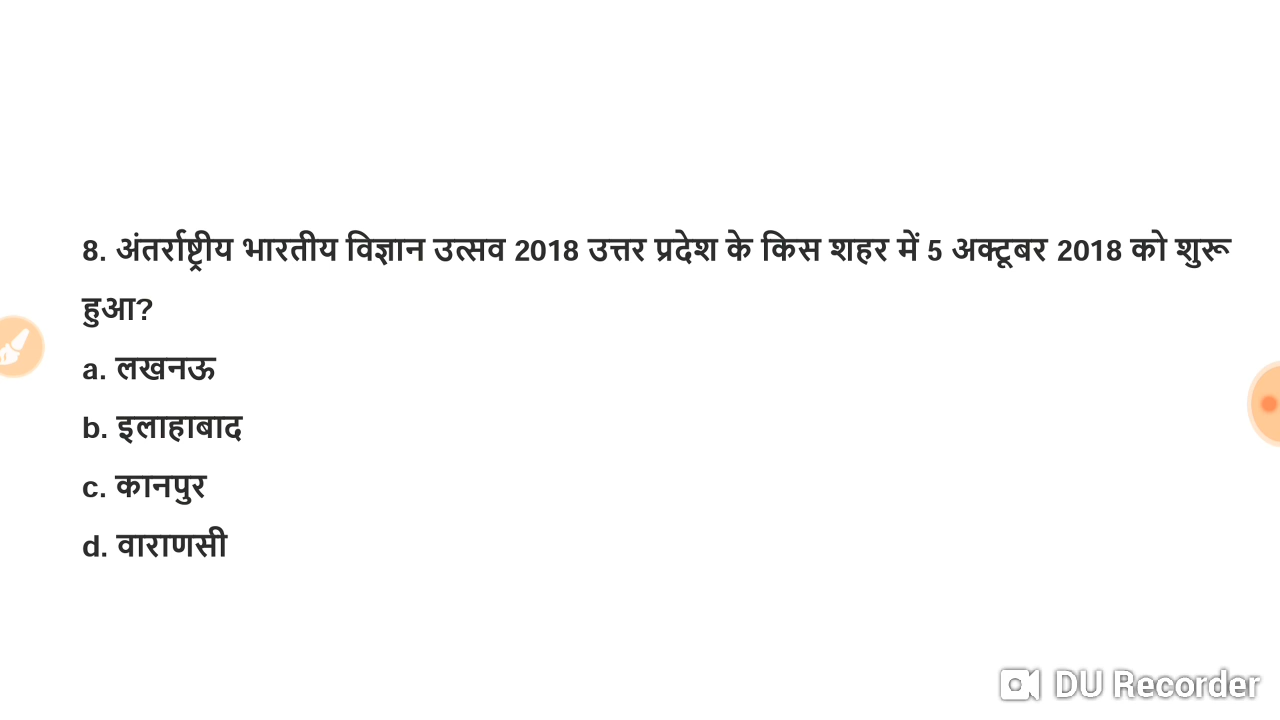 8. अंतर्राष्ट्रीय भारतीय विज्ञान उत्सव 2018 उत्तर प्रदेश के किस शहर में 5 अक्टूबर 2018 को शुरू
हुआ?
a. लखनऊ
b. इलाहाबाद
c. कानपुर
d. वाराणसी
DU Recorder